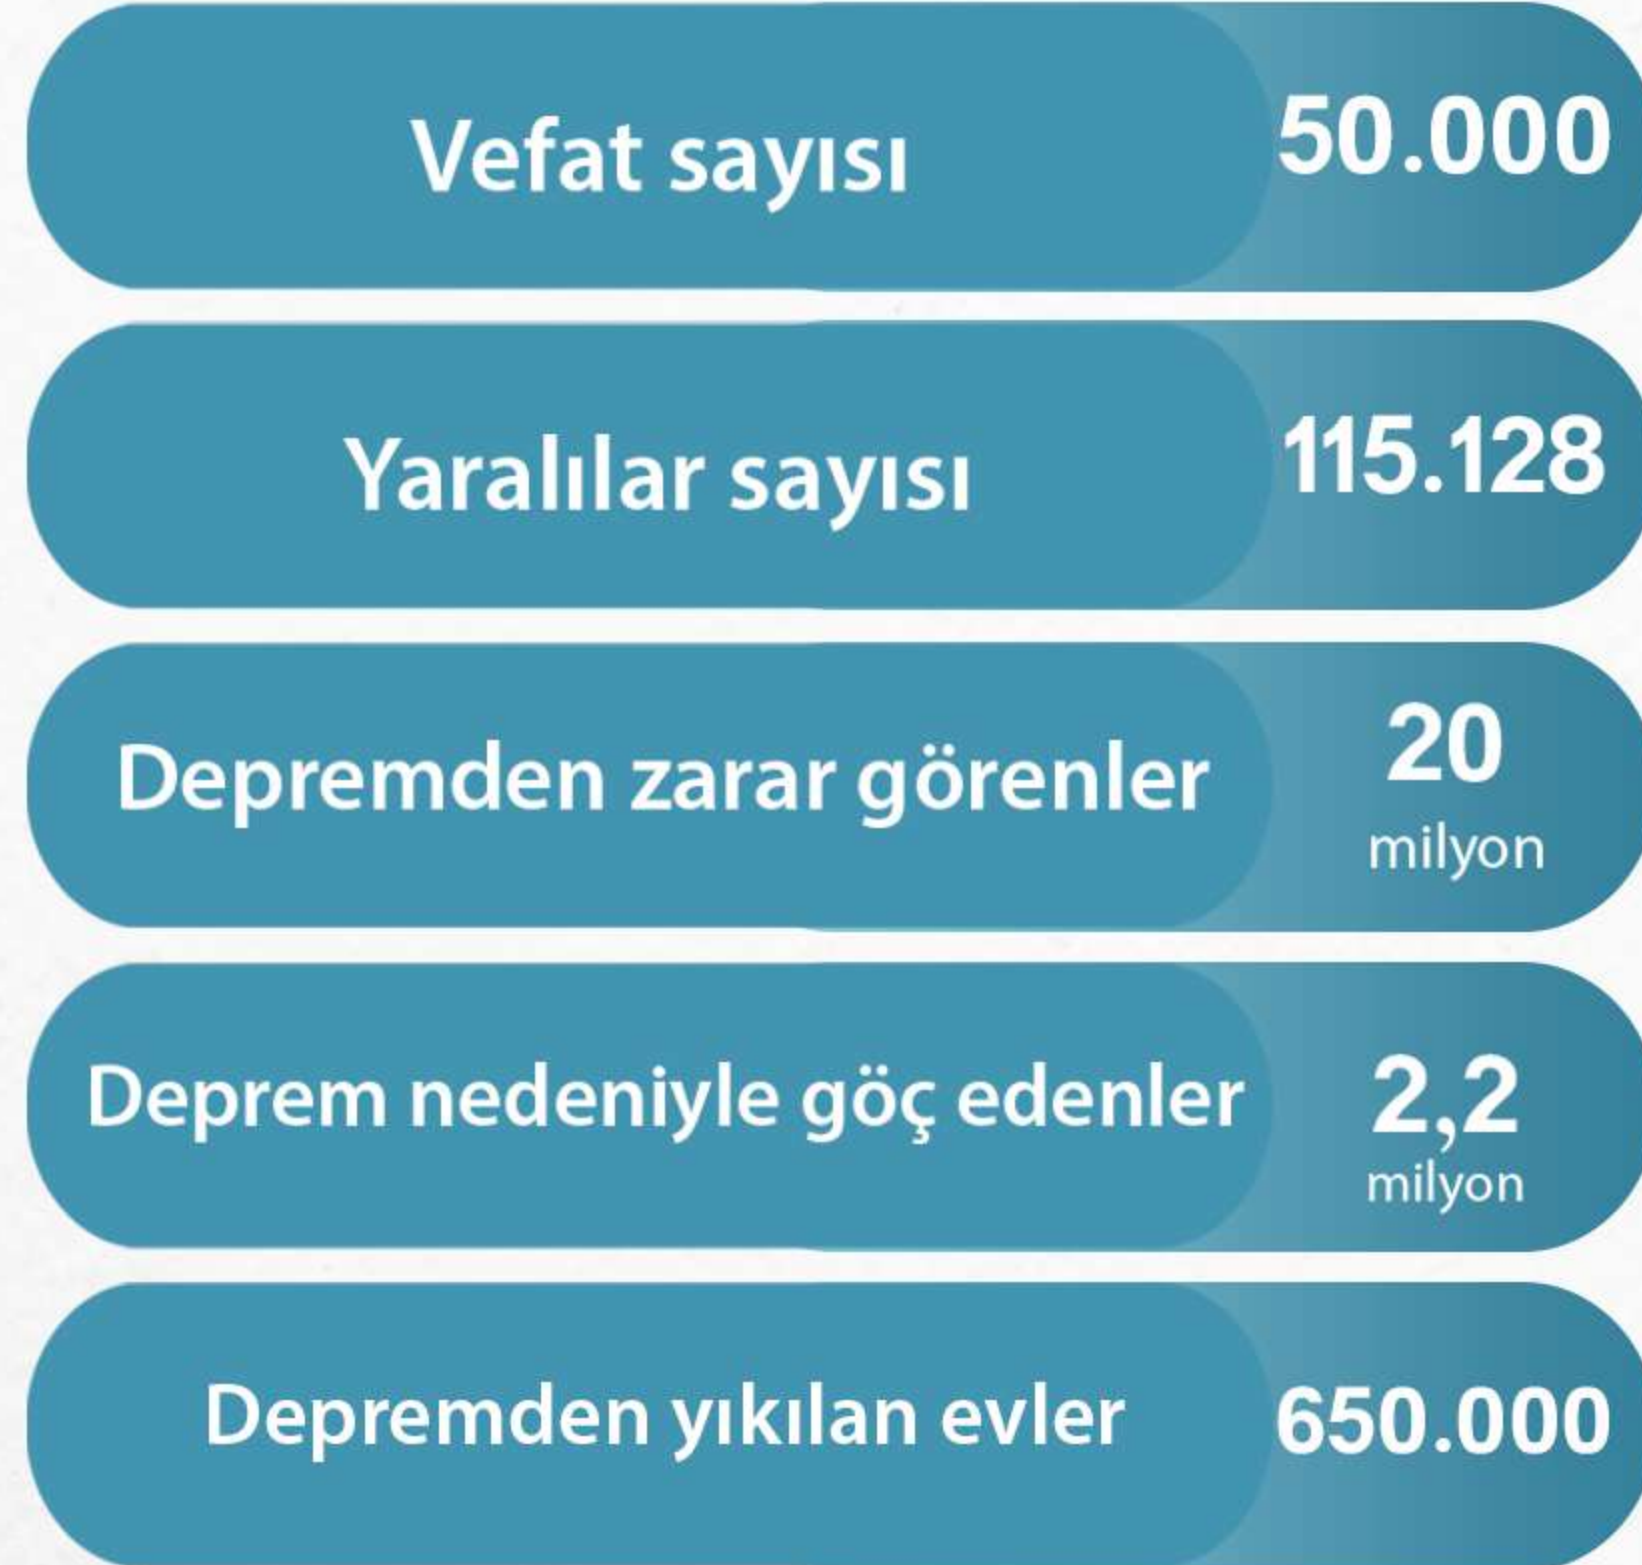 Vefat sayısı 50.000
Yaralılar sayısı 115.128
Depremden zarar görenler 20
milyon
Deprem nedeniyle göç edenler 2,2
milyon
Depremden yıkılan evler 650.000